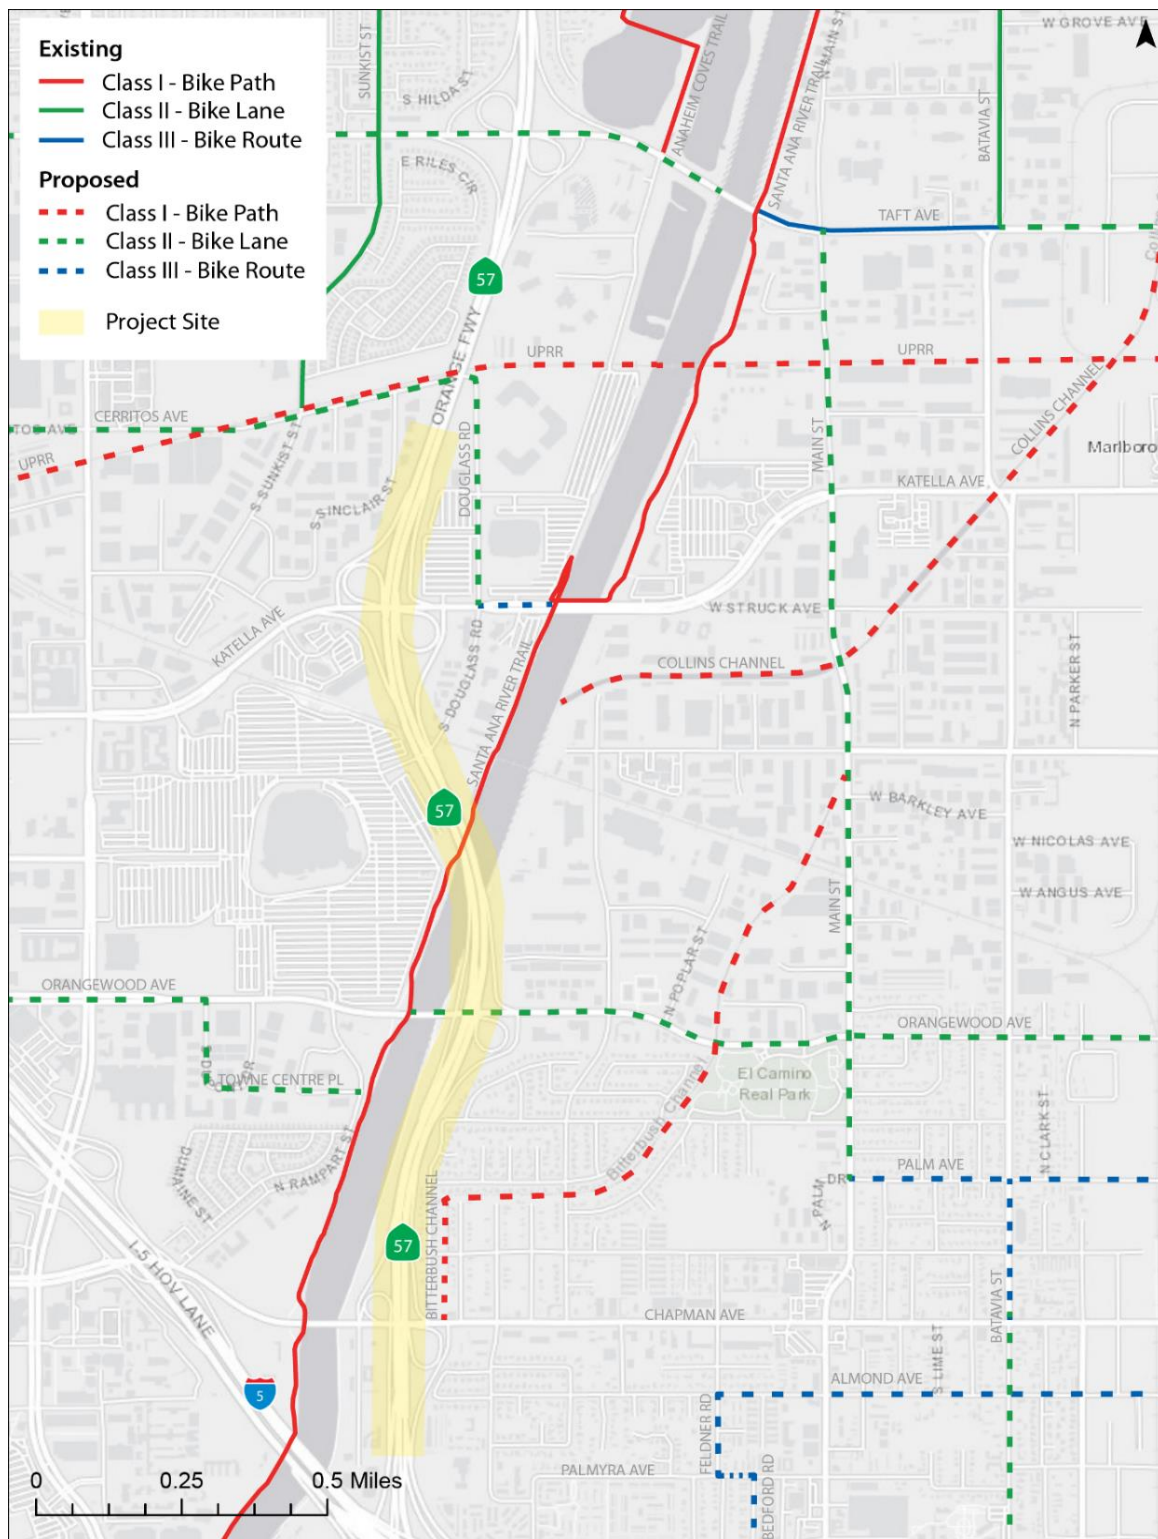 Existing
Class I - Bike Path
Class II - Bike Lane
Class III - Bike Route
Proposed
Class I - Bike Path
Class II - Bike Lane
Class III - Bike Route
Project Site
SUNKIST ST
S HILDA ST
E RILES CIR
ANAHEIM COVES TRAIL
SANTA ANA RIVER TRAIL
N MAIN ST
W GROVE AVE
BATAVIA ST
TAFT AVE
57
ORANGE FWY
UPRR
UPRR
COLLINS CHANNEL
CERRITOS AVE
TOS AVE
UPRR
S SUNKIST ST
S SINCLAIR ST
DOUGLASS RD
MAIN ST
Marlboro
KATELLA AVE
KATELLA AVE
W STRUCK AVE
S DOUGLASS RD
SANTA ANA RIVER TRAIL
COLLINS CHANNEL
N PARKER ST
57
W BARKLEY AVE
W NICOLAS AVE
W ANGUS AVE
MAIN ST
N POPLAR ST
ORANGEWOOD AVE
ORANGEWOOD AVE
TOWNE CENTRE PL
El Camino
Real Park
Bitterbush Channel
N CLARK ST
DUMAINE ST
N RAMPART ST
PALM AVE
N PALM DR
BITTERBUSH CHANNEL
57
I-5 HOV LANE
CHAPMAN AVE
BATAVIA ST
S LIME ST
ALMOND AVE
5
FELDNER RD
PALMYRA AVE
BEDFORD RD
0 0.25 0.5 Miles